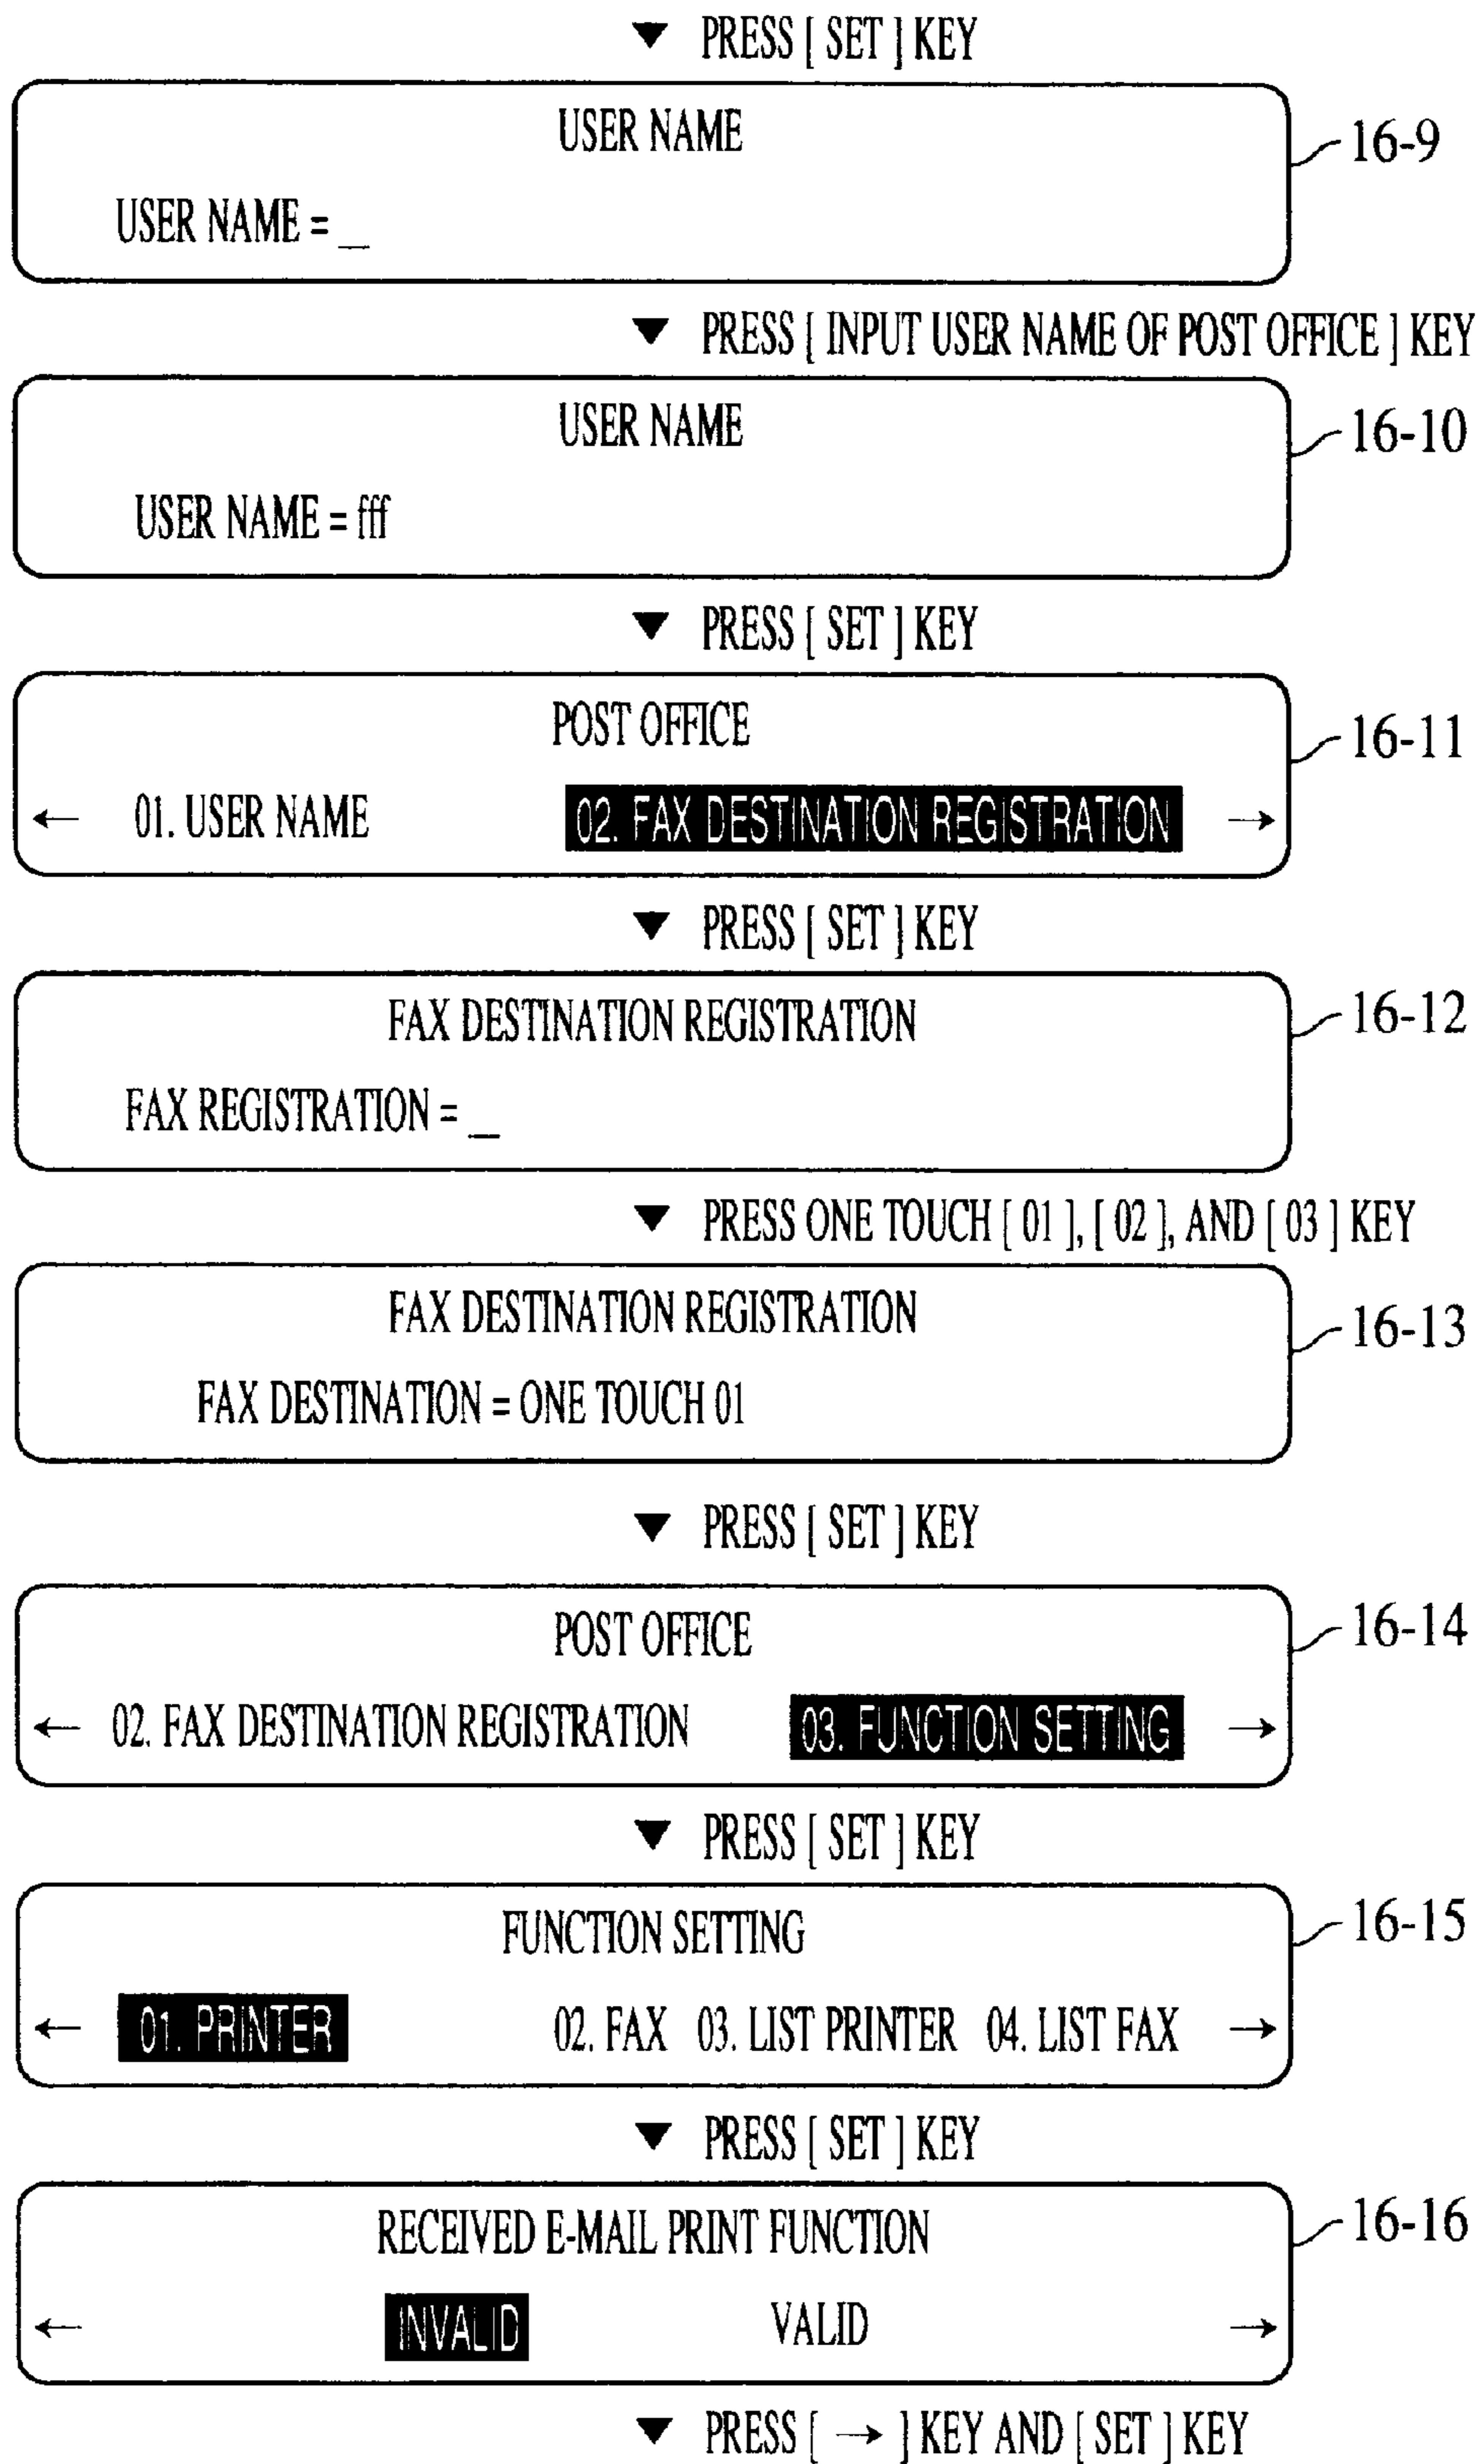 ▼ PRESS [ SET ] KEY
USER NAME
16-9
USER NAME = _
▼ PRESS [ INPUT USER NAME OF POST OFFICE ] KEY
USER NAME
16-10
USER NAME = fff
▼ PRESS [ SET ] KEY
POST OFFICE
16-11
← 01. USER NAME 02. FAX DESTINATION REGISTRATION →
▼ PRESS [ SET ] KEY
FAX DESTINATION REGISTRATION
16-12
FAX REGISTRATION = _
▼ PRESS ONE TOUCH [ 01 ], [ 02 ], AND [ 03 ] KEY
FAX DESTINATION REGISTRATION
16-13
FAX DESTINATION = ONE TOUCH 01
▼ PRESS [ SET ] KEY
POST OFFICE
16-14
← 02. FAX DESTINATION REGISTRATION 03. FUNCTION SETTING →
▼ PRESS [ SET ] KEY
FUNCTION SETTING
16-15
← 01. PRINTER 02. FAX 03. LIST PRINTER 04. LIST FAX →
▼ PRESS [ SET ] KEY
RECEIVED E-MAIL PRINT FUNCTION
16-16
← INVALID VALID →
▼ PRESS [ → ] KEY AND [ SET ] KEY